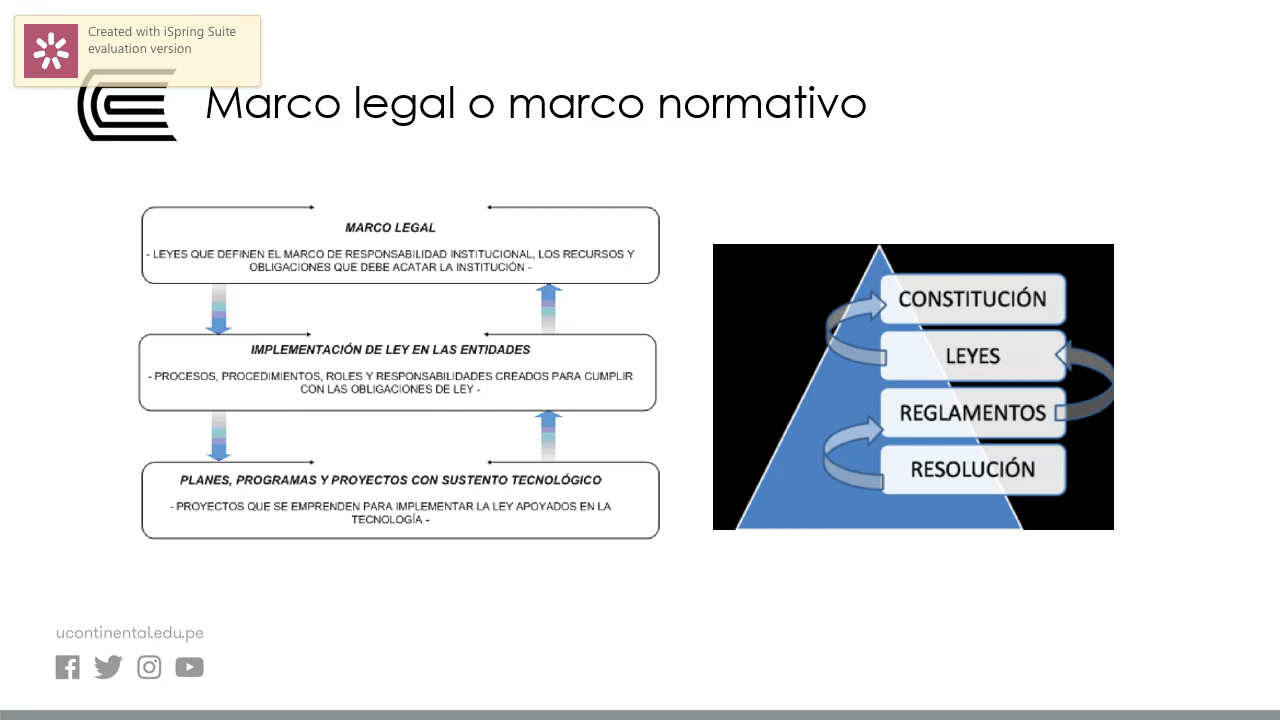 Created with iSpring Suite
evaluation version
Marco legal o marco normativo
MARCO LEGAL
- LEYES QUE DEFINEN EL MARCO DE RESPONSABILIDAD INSTITUCIONAL, LOS RECURSOS Y
OBLIGACIONES QUE DEBE ACATAR LA INSTITUCIÓN -
IMPLEMENTACIÓN DE LEY EN LAS ENTIDADES
- PROCESOS, PROCEDIMIENTOS, ROLES Y RESPONSABILIDADES CREADOS PARA CUMPLIR
CON LAS OBLIGACIONES DE LEY -
PLANES, PROGRAMAS Y PROYECTOS CON SUSTENTO TECNOLÓGICO
- PROYECTOS QUE SE EMPRENDEN PARA IMPLEMENTAR LA LEY APOYADOS EN LA
TECNOLOGÍA -
CONSTITUCIÓN
LEYES
REGLAMENTOS
RESOLUCIÓN
ucontinental.edu.pe